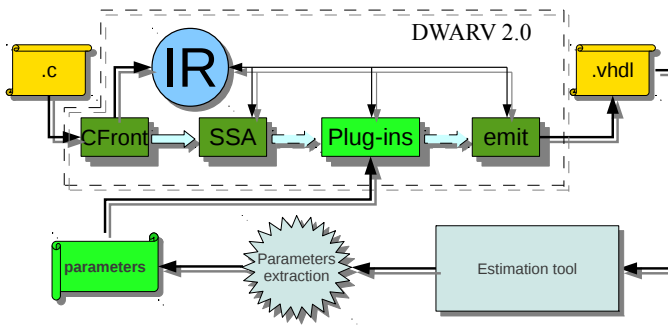 DWARV 2.0
.c
IR
.vhdl
CFront
SSA
Plug-ins
emit
parameters
Parameters
extraction
Estimation tool